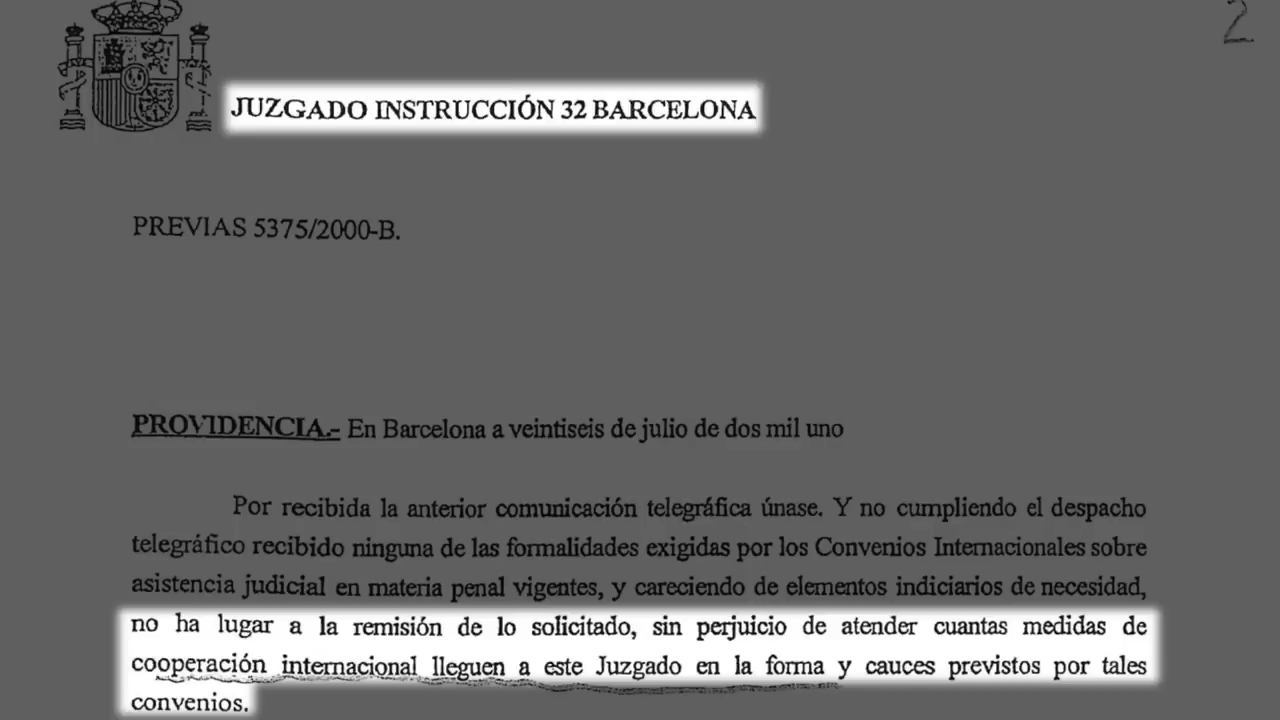 2
JUZGADO INSTRUCCIÓN 32 BARCELONA
PREVIAS 5375/2000-B.
PROVIDENCIA.- En Barcelona a veintiseis de julio de dos mil uno
Por recibida la anterior comunicación telegráfica únase. Y no cumpliendo el despacho
telegráfico recibido ninguna de las formalidades exigidas por los Convenios Internacionales sobre
asistencia judicial en materia penal vigentes, y careciendo de elementos indiciarios de necesidad,
no ha lugar a la remisión de lo solicitado, sin perjuicio de atender cuantas medidas de
cooperación internacional lleguen a este Juzgado en la forma y cauces previstos por tales
convenios.